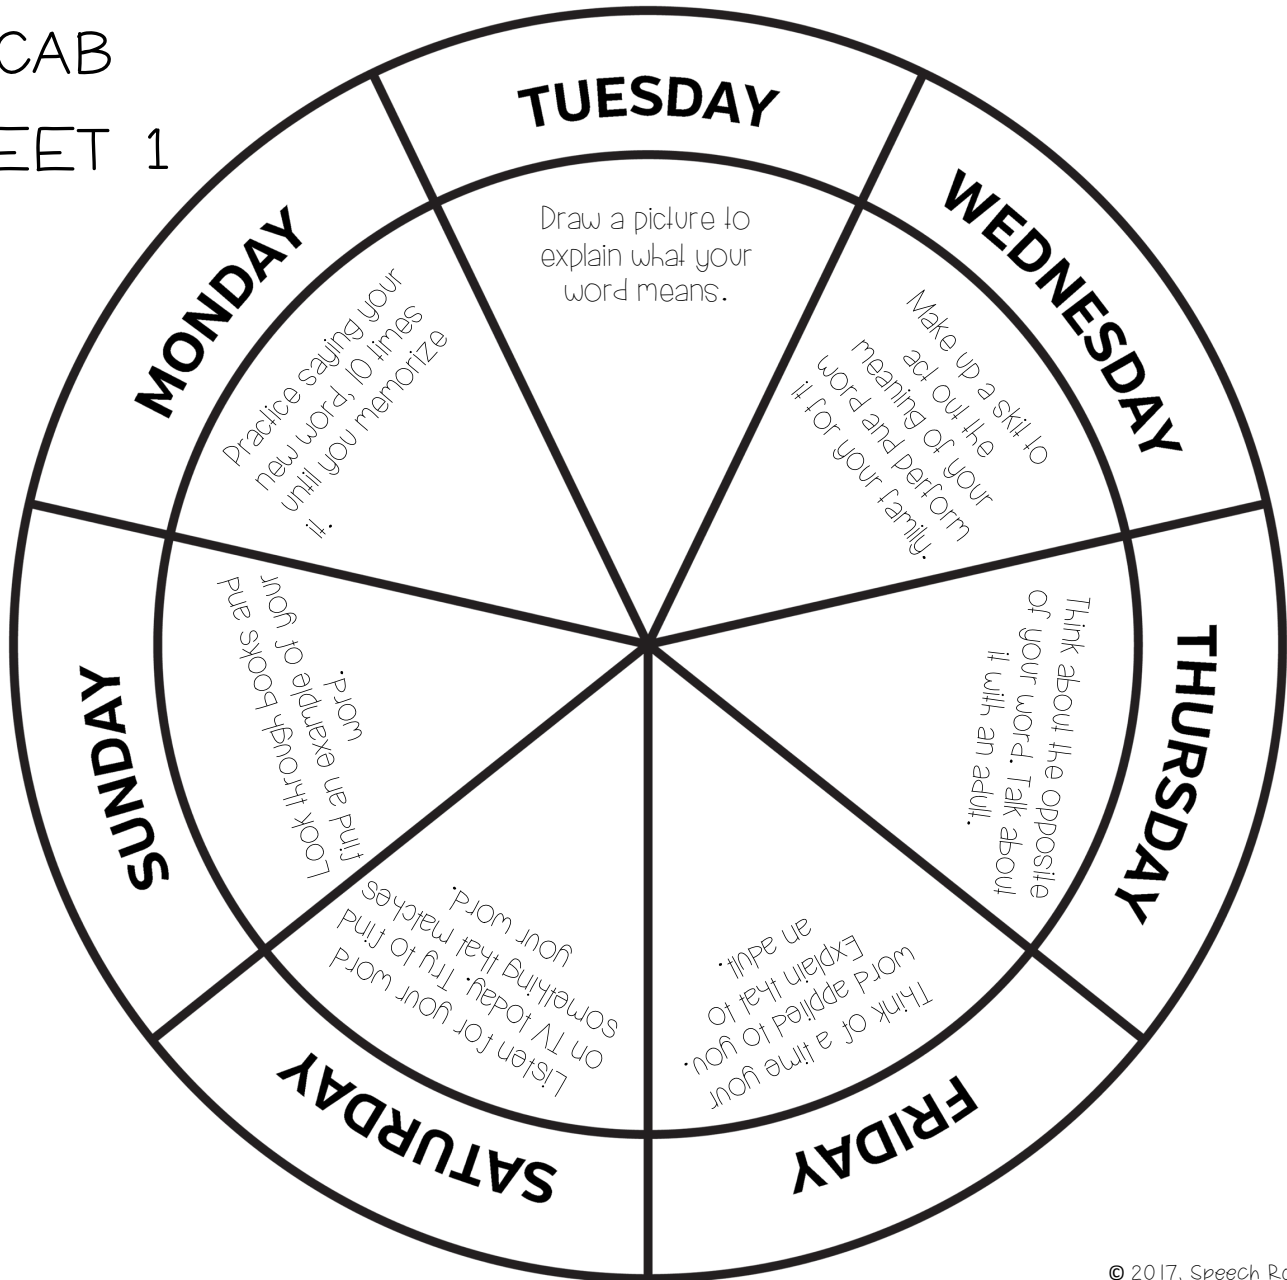 CAB
EET 1
MONDAY
Practice saying your
new word, 10 times
until you memorize
it.
TUESDAY
Draw a picture to
explain what your
word means.
WEDNESDAY
Make up a skit to
act out the
meaning of your
word and perform
it for your family.
THURSDAY
Think about the opposite
of your word. Talk about
it with an adult.
FRIDAY
Think of a time your
word applied to you.
Explain that to
an adult.
SATURDAY
Listen for your word
on TV today. Try to find
something that matches
your word.
SUNDAY
Look through books and
find an example of your
word.
© 2017. Speech Ro